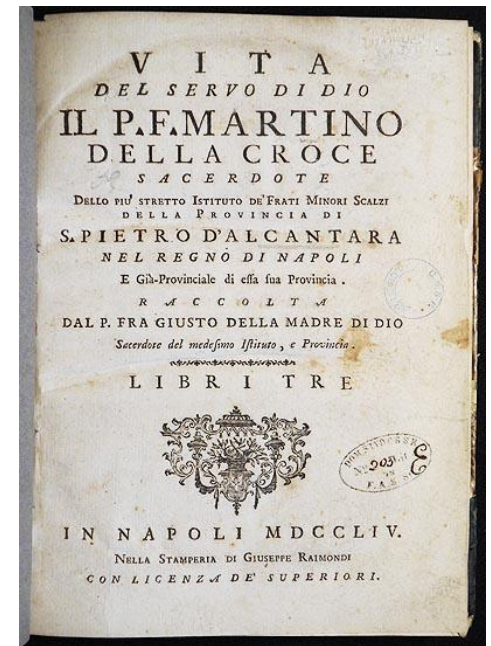 VITA
DEL SERVO DI DIO
IL P.F.MARTINO
DELLA CROCE
SACERDOTE
DELLO PIU' STRETTO ISTITUTO DE' FRATI MINORI SCALZI
DELLA PROVINCIA DI
S. PIETRO D'ALCANTARA
NEL REGNO DI NAPOLI
E Già-Provinciale di eſſa ſua Provincia.
RACCOLTA
DAL P. FRA GIUSTO DELLA MADRE DI DIO
Sacerdote del medeſimo Iſtituto, e Provincia.
LIBRI TRE
IN NAPOLI MDCCLIV.
NELLA STAMPERIA DI GIUSEPPE RAIMONDI
CON LICENZA DE' SUPERIORI.